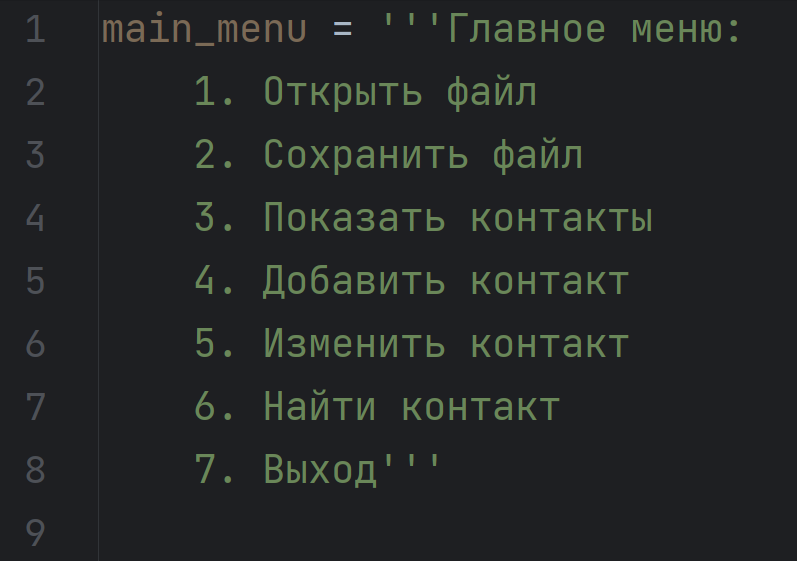 1 main_menu = '''Главное меню:
2     1. Открыть файл
3     2. Сохранить файл
4     3. Показать контакты
5     4. Добавить контакт
6     5. Изменить контакт
7     6. Найти контакт
8     7. Выход'''
9